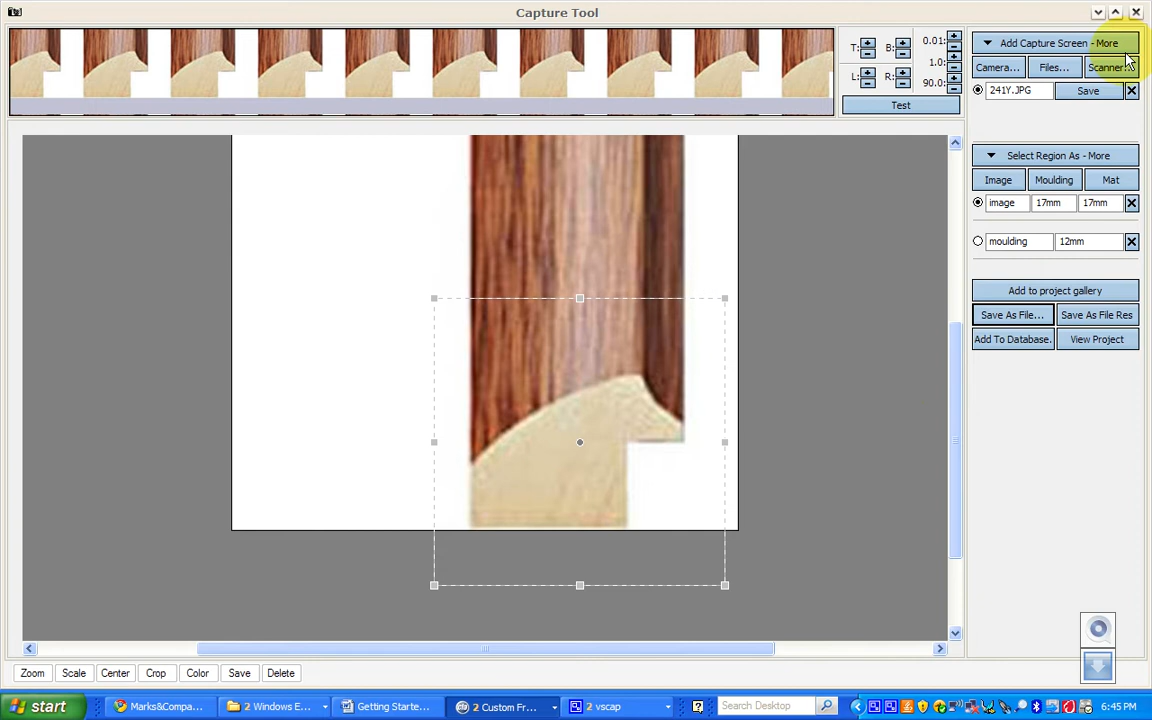 Capture Tool
T: B: 0.01:
1.0:
L: R: 90.0:
Test
Add Capture Screen - More
Camera... Files... Scanner...
241Y.JPG Save
Select Region As - More
Image Moulding Mat
image 17mm 17mm
moulding 12mm
Add to project gallery
Save As File... Save As File Res
Add To Database. View Project
Zoom Scale Center Crop Color Save Delete
start Marks&Compa... 2 Windows E... Getting Starte... 2 Custom Fr... 2 vscap Search Desktop 6:45 PM